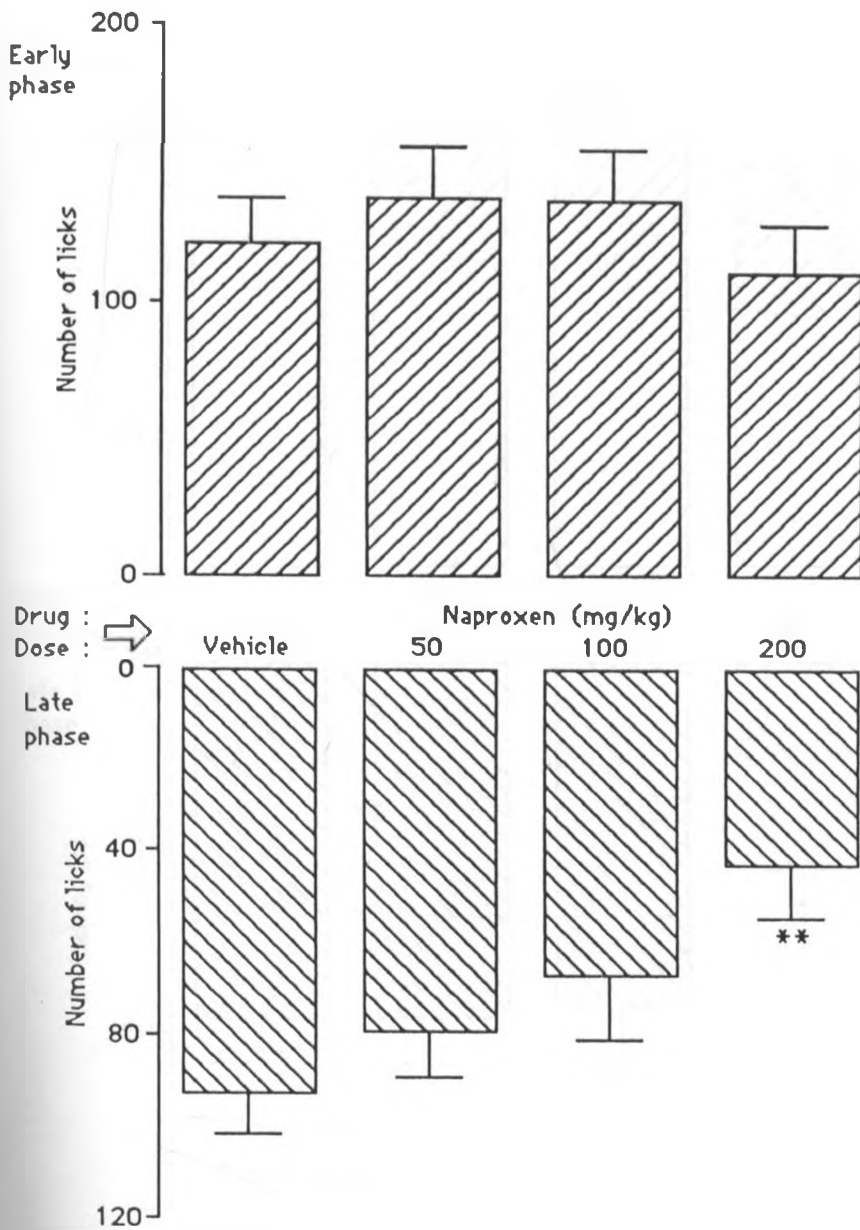 200
Early
phase
Number of licks
100
0
Drug : Naproxen (mg/kg)
Dose : Vehicle 50 100 200
0
Late
phase
40
Number of licks
**
80
120